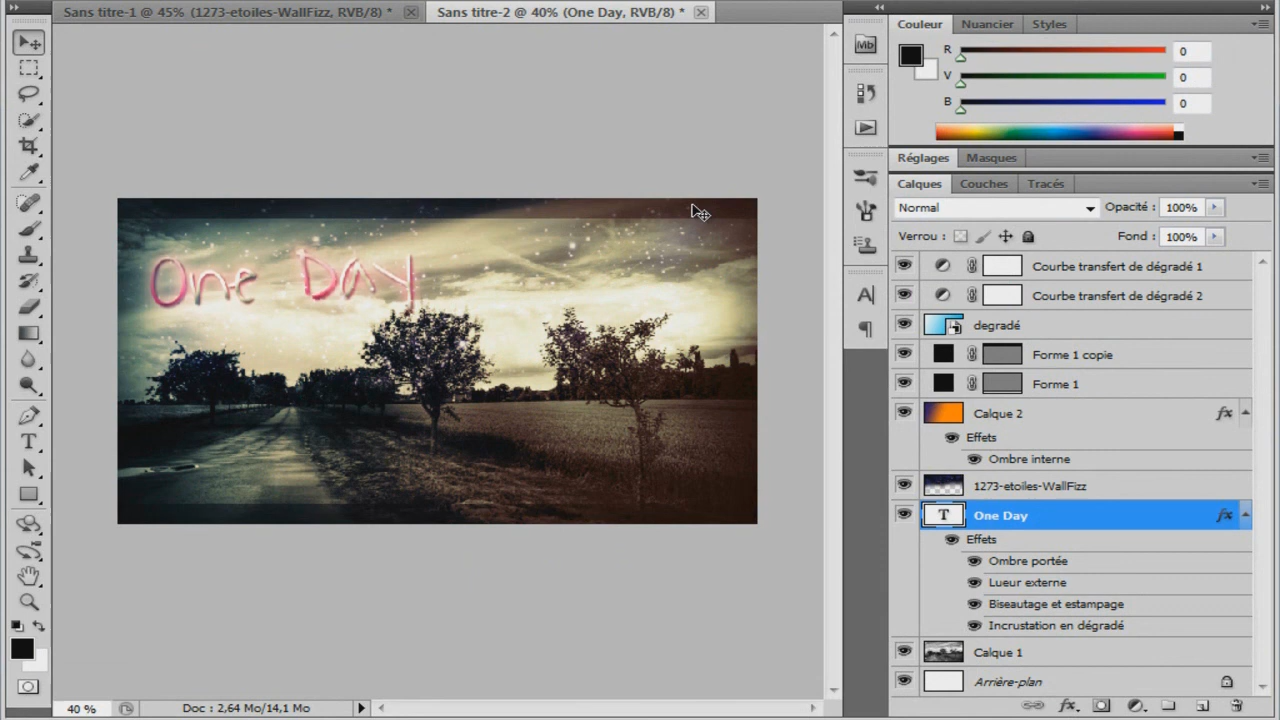 Sans titre-1 @ 45% (1273-etoiles-WallFizz, RVB/8) *
Sans titre-2 @ 40% (One Day, RVB/8) *
Mb
Couleur
Nuancier
Styles
R
0
V
0
B
0
Réglages
Masques
Calques
Couches
Tracés
Normal
Opacité : 100%
Verrou :
Fond : 100%
Courbe transfert de dégradé 1
Courbe transfert de dégradé 2
degradé
Forme 1 copie
Forme 1
Calque 2
fx
Effets
Ombre interne
1273-etoiles-WallFizz
T
One Day
fx
Effets
Ombre portée
Lueur externe
Biseautage et estampage
Incrustation en dégradé
Calque 1
Arrière-plan
fx.
One Day
T
A
40 %
Doc : 2,64 Mo/14,1 Mo